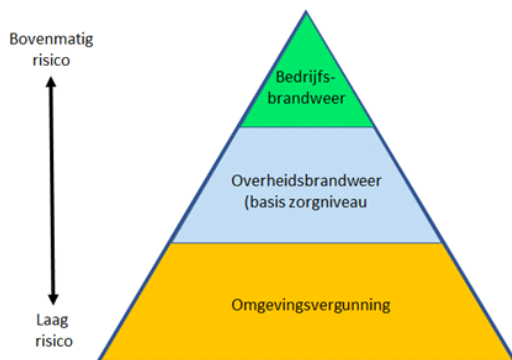 Bovenmatig
risico
Bedrijfs-
brandweer
Overheidsbrandweer
(basis zorgniveau
Omgevingsvergunning
Laag
risico